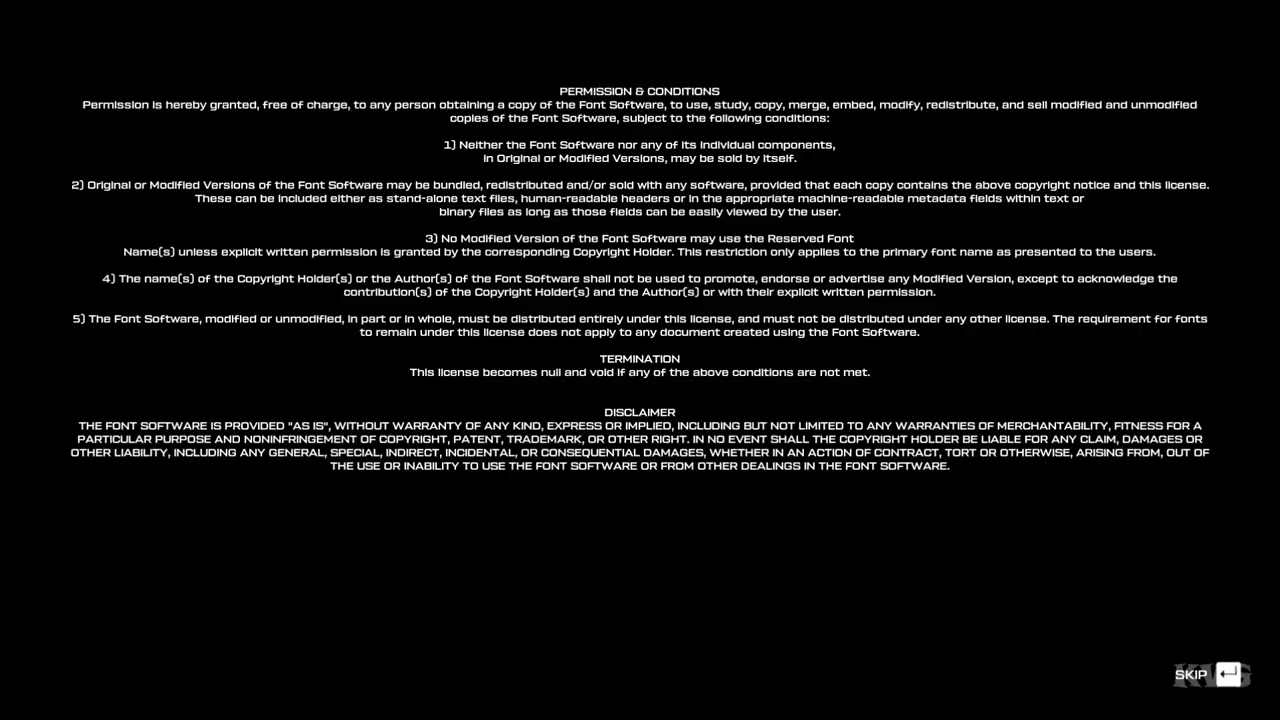 PERMISSION & CONDITIONS
Permission is hereby granted, free of charge, to any person obtaining a copy of the Font Software, to use, study, copy, merge, embed, modify, redistribute, and sell modified and unmodified
copies of the Font Software, subject to the following conditions:
1) Neither the Font Software nor any of its individual components,
in Original or Modified Versions, may be sold by itself.
2) Original or Modified Versions of the Font Software may be bundled, redistributed and/or sold with any software, provided that each copy contains the above copyright notice and this license.
These can be included either as stand-alone text files, human-readable headers or in the appropriate machine-readable metadata fields within text or
binary files as long as those fields can be easily viewed by the user.
3) No Modified Version of the Font Software may use the Reserved Font
Name(s) unless explicit written permission is granted by the corresponding Copyright Holder. This restriction only applies to the primary font name as presented to the users.
4) The name(s) of the Copyright Holder(s) or the Author(s) of the Font Software shall not be used to promote, endorse or advertise any Modified Version, except to acknowledge the
contribution(s) of the Copyright Holder(s) and the Author(s) or with their explicit written permission.
5) The Font Software, modified or unmodified, in part or in whole, must be distributed entirely under this license, and must not be distributed under any other license. The requirement for fonts
to remain under this license does not apply to any document created using the Font Software.
TERMINATION
This license becomes null and void if any of the above conditions are not met.
DISCLAIMER
THE FONT SOFTWARE IS PROVIDED "AS IS", WITHOUT WARRANTY OF ANY KIND, EXPRESS OR IMPLIED, INCLUDING BUT NOT LIMITED TO ANY WARRANTIES OF MERCHANTABILITY, FITNESS FOR A
PARTICULAR PURPOSE AND NONINFRINGEMENT OF COPYRIGHT, PATENT, TRADEMARK, OR OTHER RIGHT. IN NO EVENT SHALL THE COPYRIGHT HOLDER BE LIABLE FOR ANY CLAIM, DAMAGES OR
OTHER LIABILITY, INCLUDING ANY GENERAL, SPECIAL, INDIRECT, INCIDENTAL, OR CONSEQUENTIAL DAMAGES, WHETHER IN AN ACTION OF CONTRACT, TORT OR OTHERWISE, ARISING FROM, OUT OF
THE USE OR INABILITY TO USE THE FONT SOFTWARE OR FROM OTHER DEALINGS IN THE FONT SOFTWARE.
SKIP